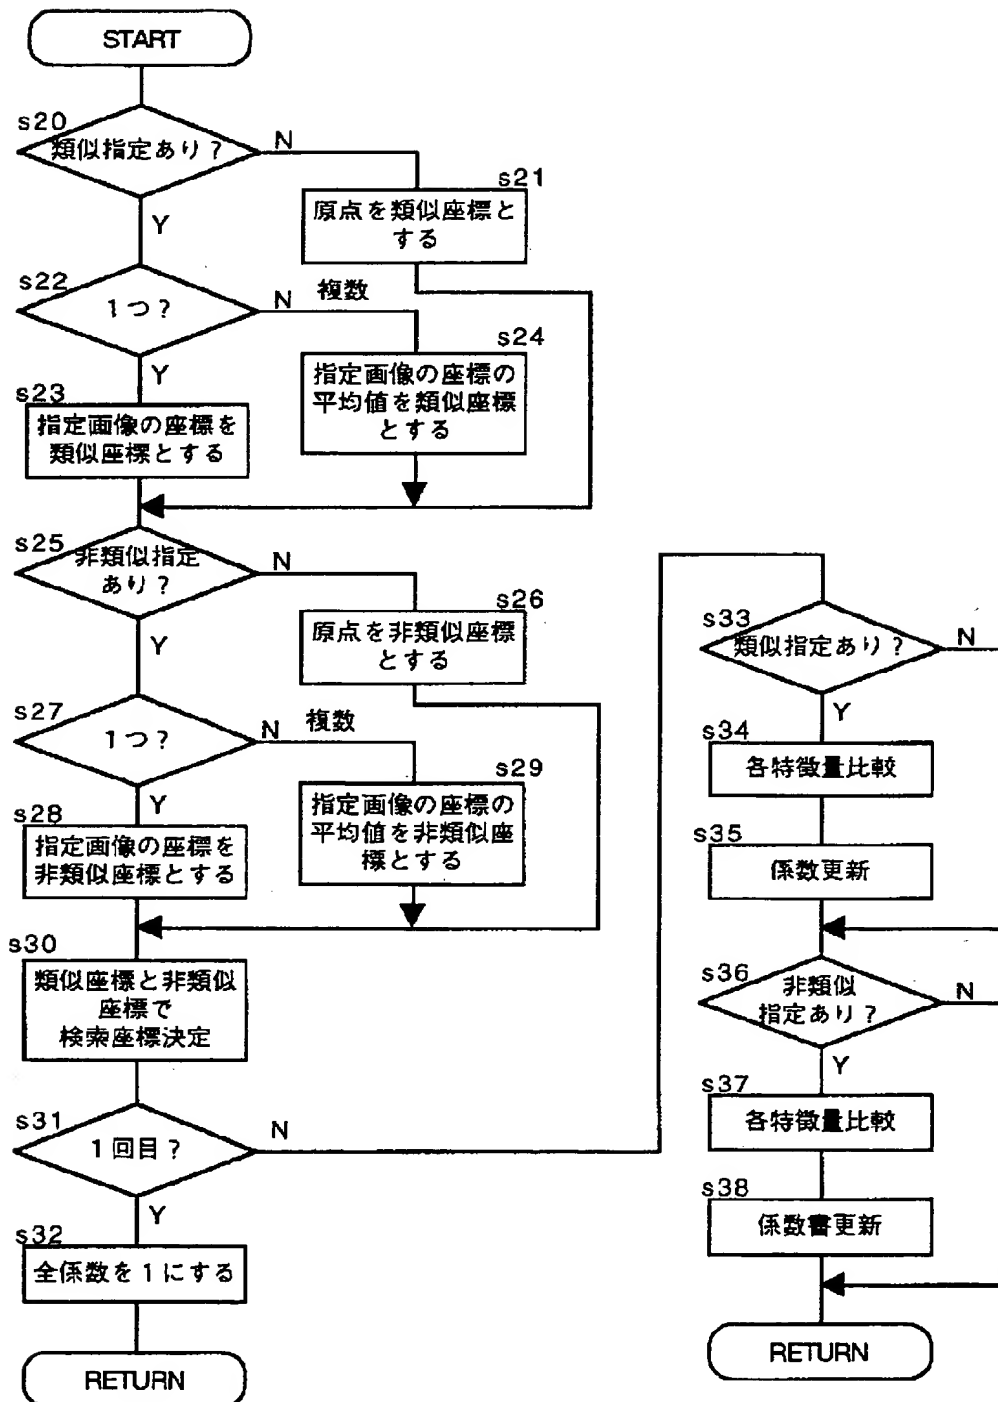 START
s20
類似指定あり?
N
s21
原点を類似座標と
する
Y
s22
1つ?
N
複数
s24
指定画像の座標の
平均値を類似座標
とする
Y
s23
指定画像の座標を
類似座標とする
s25
非類似指定
あり?
N
s26
原点を非類似座標
とする
Y
s27
1つ?
N
複数
s29
指定画像の座標の
平均値を非類似座
標とする
Y
s28
指定画像の座標を
非類似座標とする
s30
類似座標と非類似
座標で
検索座標決定
s31
1回目?
N
Y
s32
全係数を1にする
RETURN
s33
類似指定あり?
N
Y
s34
各特徴量比較
s35
係数更新
s36
非類似
指定あり?
N
Y
s37
各特徴量比較
s38
係数書更新
RETURN